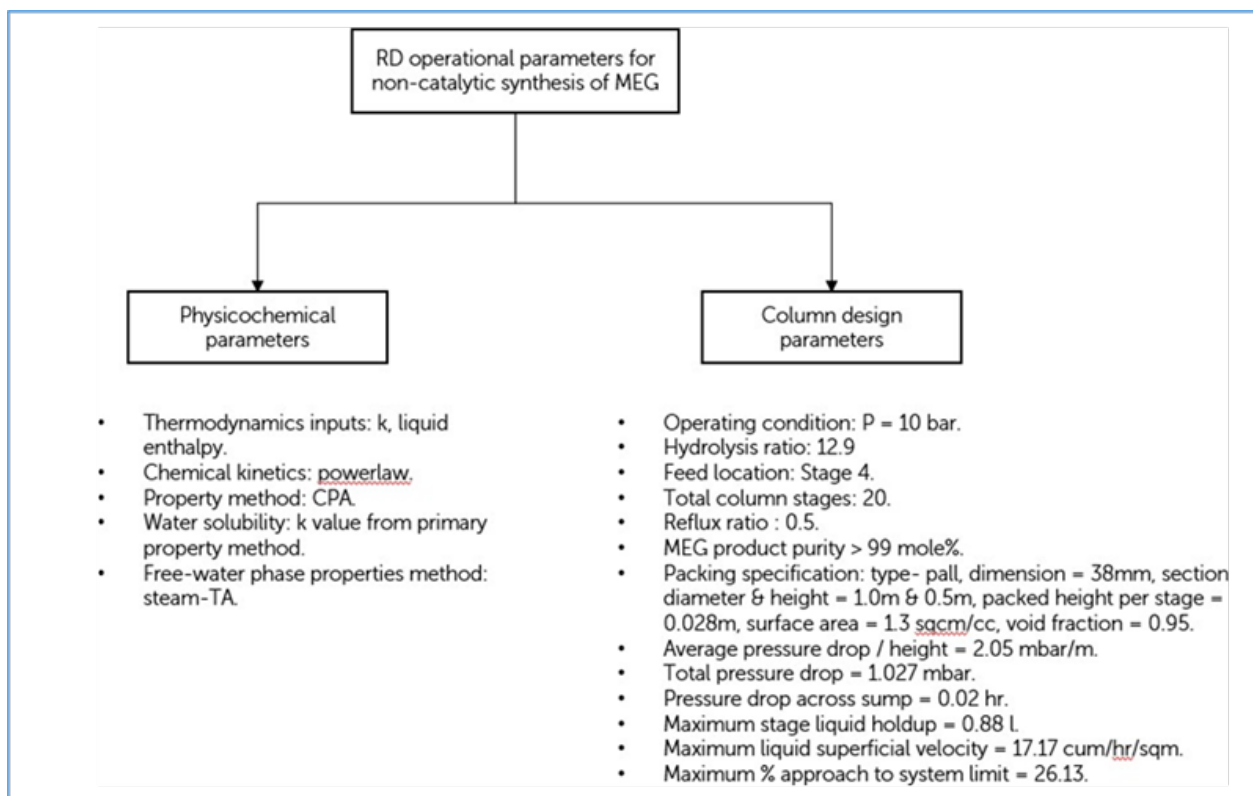 RD operational parameters for
non-catalytic synthesis of MEG
Physicochemical
parameters
• Thermodynamics inputs: k, liquid
enthalpy.
• Chemical kinetics: powerlaw.
• Property method: CPA.
• Water solubility: k value from primary
property method.
• Free-water phase properties method:
steam-TA.
Column design
parameters
• Operating condition: P = 10 bar.
• Hydrolysis ratio: 12.9
• Feed location: Stage 4.
• Total column stages: 20.
• Reflux ratio : 0.5.
• MEG product purity > 99 mole%.
• Packing specification: type- pall, dimension = 38mm, section
diameter & height = 1.0m & 0.5m, packed height per stage =
0.028m, surface area = 1.3 sqcm/cc, void fraction = 0.95.
• Average pressure drop / height = 2.05 mbar/m.
• Total pressure drop = 1.027 mbar.
• Pressure drop across sump = 0.02 hr.
• Maximum stage liquid holdup = 0.88 l.
• Maximum liquid superficial velocity = 17.17 cum/hr/sqm.
• Maximum % approach to system limit = 26.13.